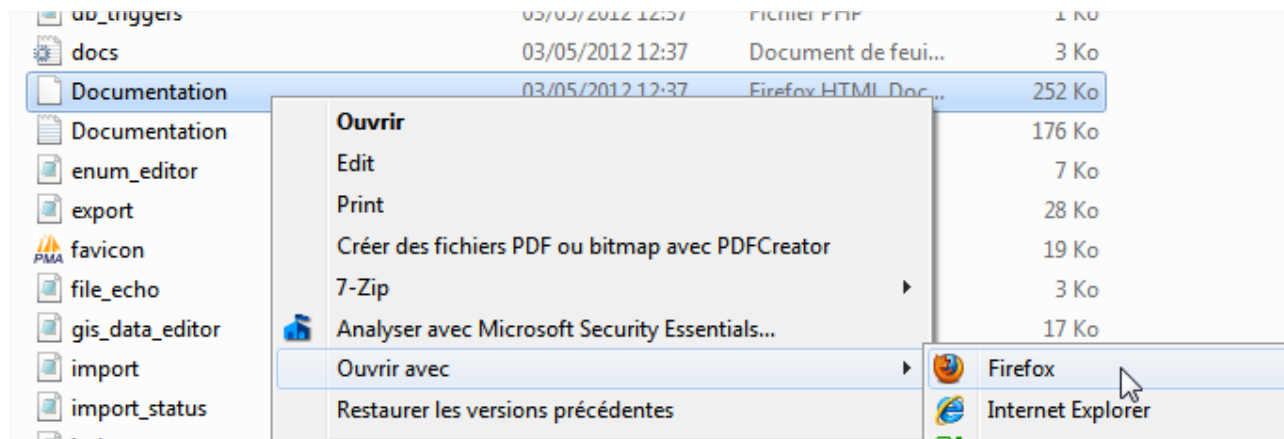 db_triggers 03/05/2012 12:37 Fichier PHP 1 Ko
docs 03/05/2012 12:37 Document de feui... 3 Ko
Documentation 03/05/2012 12:37 Firefox HTML Doc... 252 Ko
Ouvrir
Documentation 176 Ko
Edit
enum_editor 7 Ko
Print
export 28 Ko
Créer des fichiers PDF ou bitmap avec PDFCreator
PMA favicon 19 Ko
7-Zip
file_echo 3 Ko
gis_data_editor Analyser avec Microsoft Security Essentials... 17 Ko
import Ouvrir avec Firefox
import_status Restaurer les versions précédentes Internet Explorer